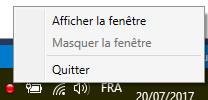 Afficher la fenêtre
Masquer la fenêtre
Quitter
FRA
20/07/2017